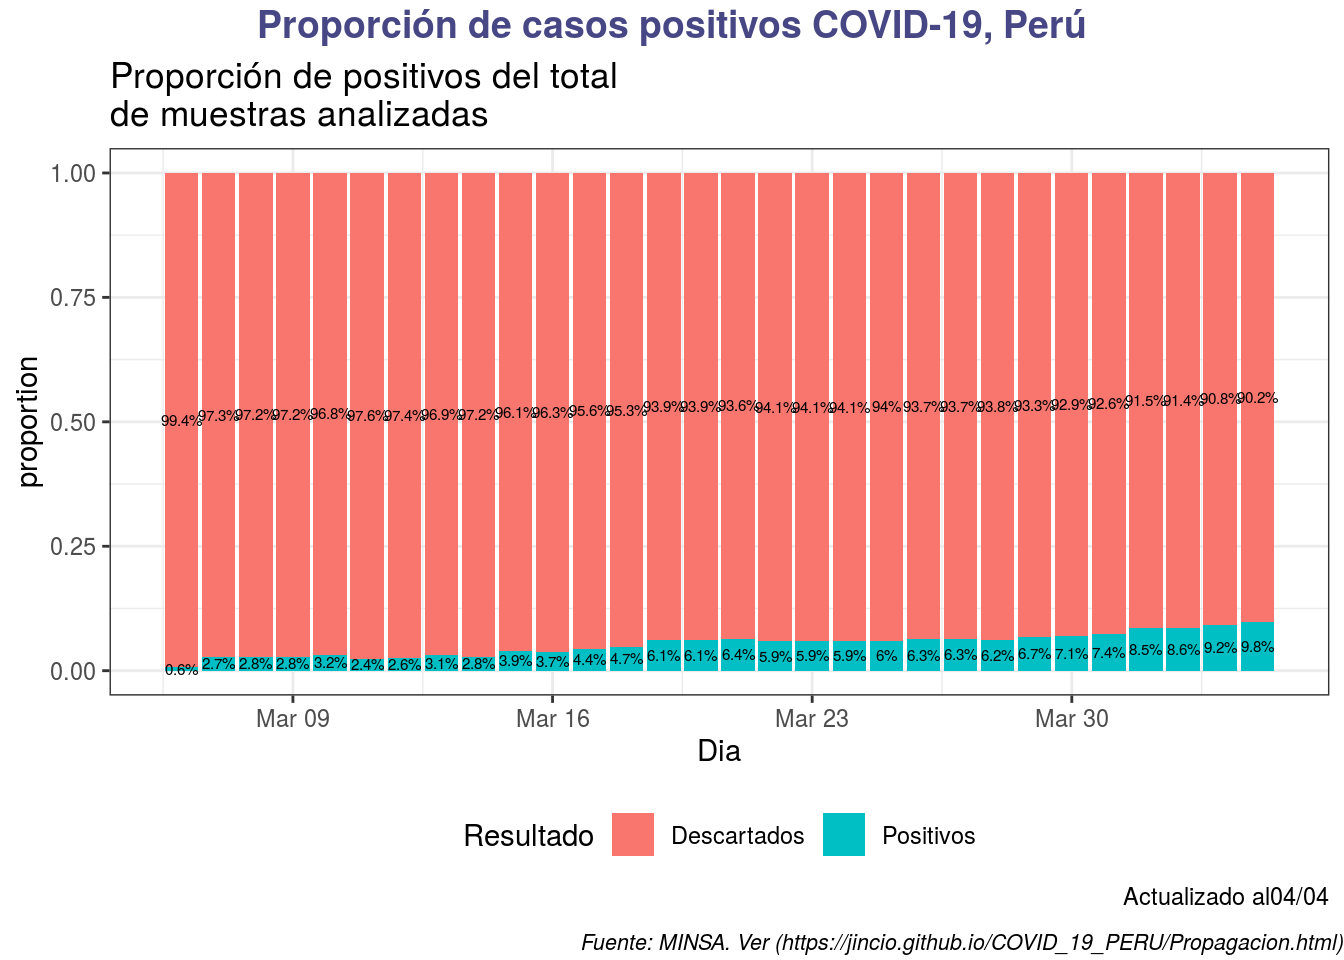 Proporción de casos positivos COVID-19, Perú
Proporción de positivos del total
de muestras analizadas
proportion
1.00
0.75
0.50
0.25
0.00
99.4% 97.3% 97.2% 97.2% 96.8% 97.6% 97.4% 96.9% 97.2% 96.1% 96.3% 95.6% 95.3% 93.9% 93.9% 93.6% 94.1% 94.1% 94.1% 94% 93.7% 93.7% 93.8% 93.3% 92.9% 92.6% 91.5% 91.4% 90.8% 90.2%
0.6% 2.7% 2.8% 2.8% 3.2% 2.4% 2.6% 3.1% 2.8% 3.9% 3.7% 4.4% 4.7% 6.1% 6.1% 6.4% 5.9% 5.9% 5.9% 6% 6.3% 6.3% 6.2% 6.7% 7.1% 7.4% 8.5% 8.6% 9.2% 9.8%
Mar 09 Mar 16 Mar 23 Mar 30
Dia
Resultado Descartados Positivos
Actualizado al04/04
Fuente: MINSA. Ver (https://jincio.github.io/COVID_19_PERU/Propagacion.html)